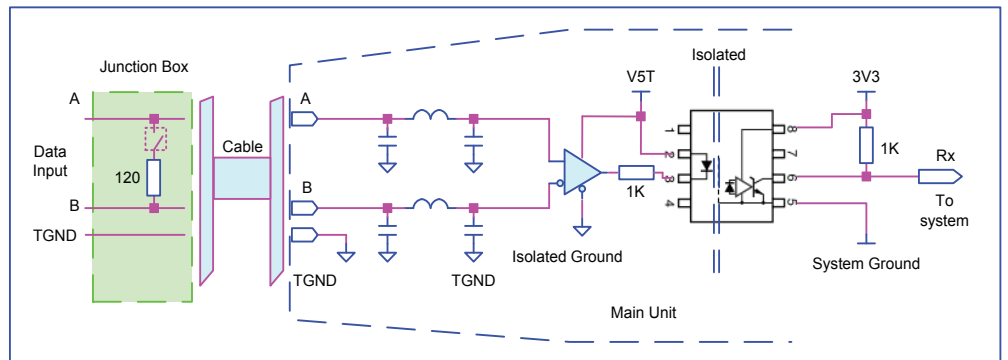 Junction Box
A
Data
Input
120
B
TGND
Cable
A
B
TGND
TGND
Isolated Ground
1K
V5T
Isolated
1
2
3
4
8
7
6
5
3V3
1K
Rx
To
system
System Ground
Main Unit